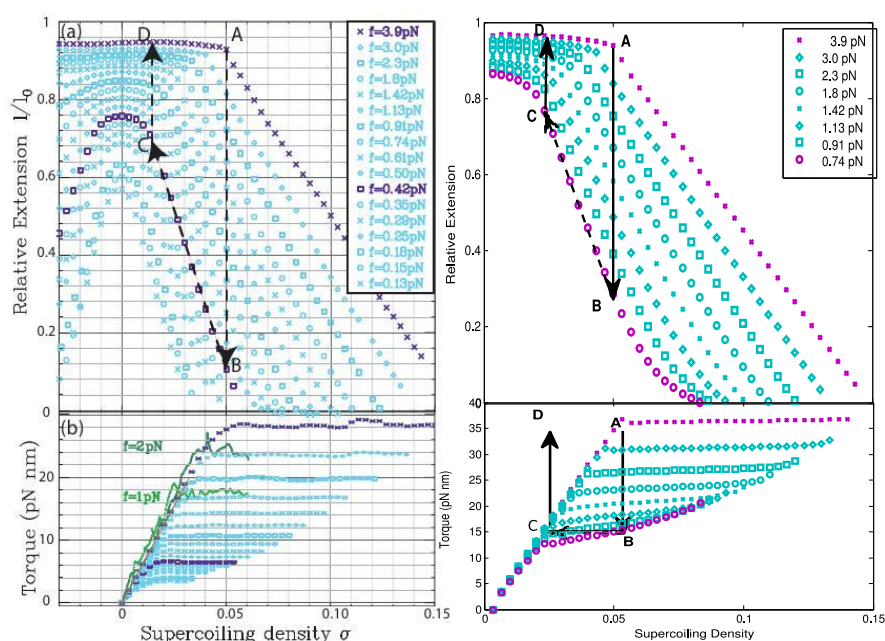 (a)
D
A
C
B
f=3.9pN
f=3.0pN
f=2.3pN
f=1.8pN
f=1.42pN
f=1.13pN
f=0.91pN
f=0.74pN
f=0.61pN
f=0.50pN
f=0.42pN
f=0.35pN
f=0.29pN
f=0.25pN
f=0.18pN
f=0.15pN
f=0.13pN
1
0.8
0.6
0.4
0.2
0
Relative Extension l/l0
(b)
f=2pN
f=1pN
20
10
0
Torque (pN nm)
0 0.05 0.10 0.15
Supercoiling density σ
D
A
C
B
3.9 pN
3.0 pN
2.3 pN
1.8 pN
1.42 pN
1.13 pN
0.91 pN
0.74 pN
1
0.8
0.6
0.4
0.2
Relative Extension
40
35
30
25
20
15
10
5
0
Torque (pN nm)
D
A
C
B
0 0.05 0.1 0.15
Supercoiling Density